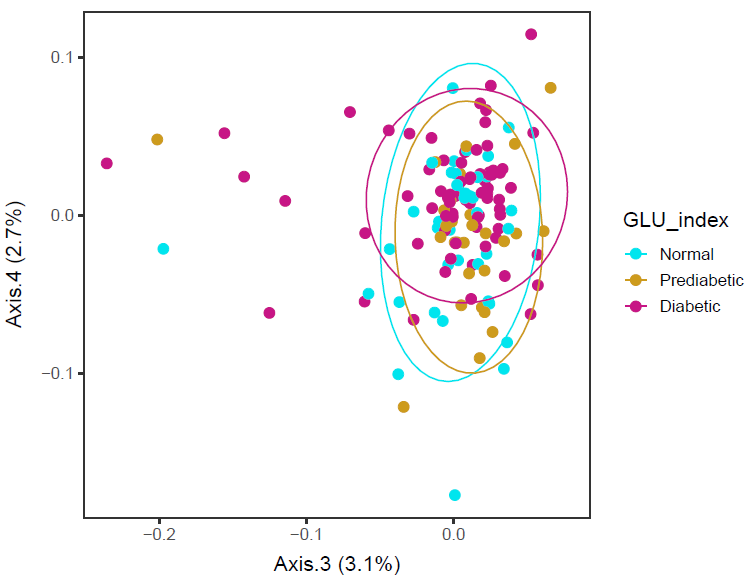 0.1
0.0
−0.1
Axis.4 (2.7%)
−0.2
−0.1
0.0
Axis.3 (3.1%)
GLU_index
Normal
Prediabetic
Diabetic